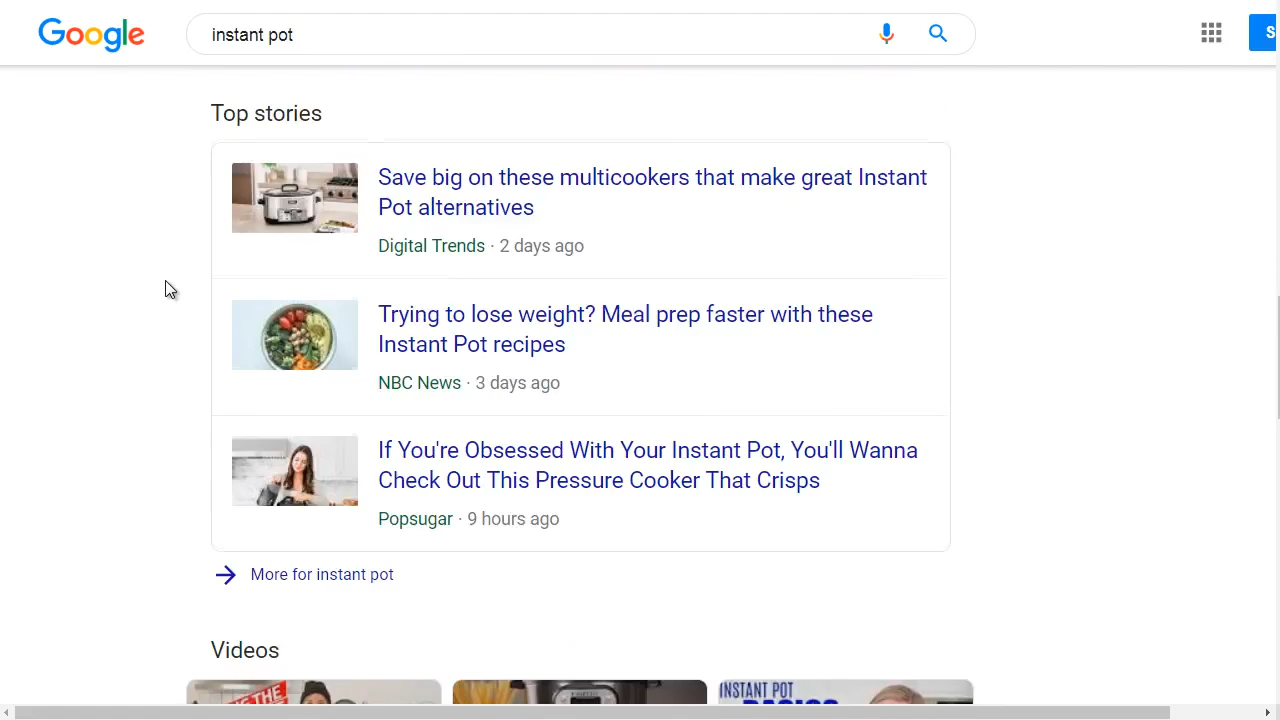 Google
instant pot
S
Top stories
Save big on these multicookers that make great Instant
Pot alternatives
Digital Trends · 2 days ago
Trying to lose weight? Meal prep faster with these
Instant Pot recipes
NBC News · 3 days ago
If You're Obsessed With Your Instant Pot, You'll Wanna
Check Out This Pressure Cooker That Crisps
Popsugar · 9 hours ago
More for instant pot
Videos
THE
INSTANT POT
BASICS